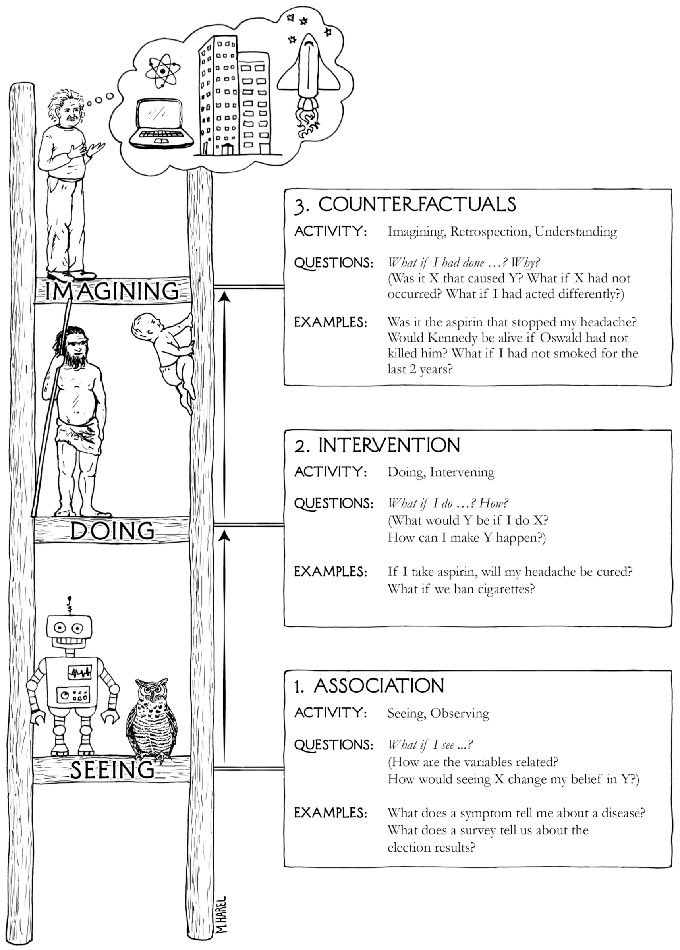 3. COUNTERFACTUALS
ACTIVITY: Imagining, Retrospection, Understanding
QUESTIONS: What if I had done …? Why?
(Was it X that caused Y? What if X had not
occurred? What if I had acted differently?)
EXAMPLES: Was it the aspirin that stopped my headache?
Would Kennedy be alive if Oswald had not
killed him? What if I had not smoked for the
last 2 years?
IMAGINING
2. INTERVENTION
ACTIVITY: Doing, Intervening
QUESTIONS: What if I do …? How?
(What would Y be if I do X?
How can I make Y happen?)
EXAMPLES: If I take aspirin, will my headache be cured?
What if we ban cigarettes?
DOING
1. ASSOCIATION
ACTIVITY: Seeing, Observing
QUESTIONS: What if I see ...?
(How are the variables related?
How would seeing X change my belief in Y?)
EXAMPLES: What does a symptom tell me about a disease?
What does a survey tell us about the
election results?
SEEING
M. HAREL